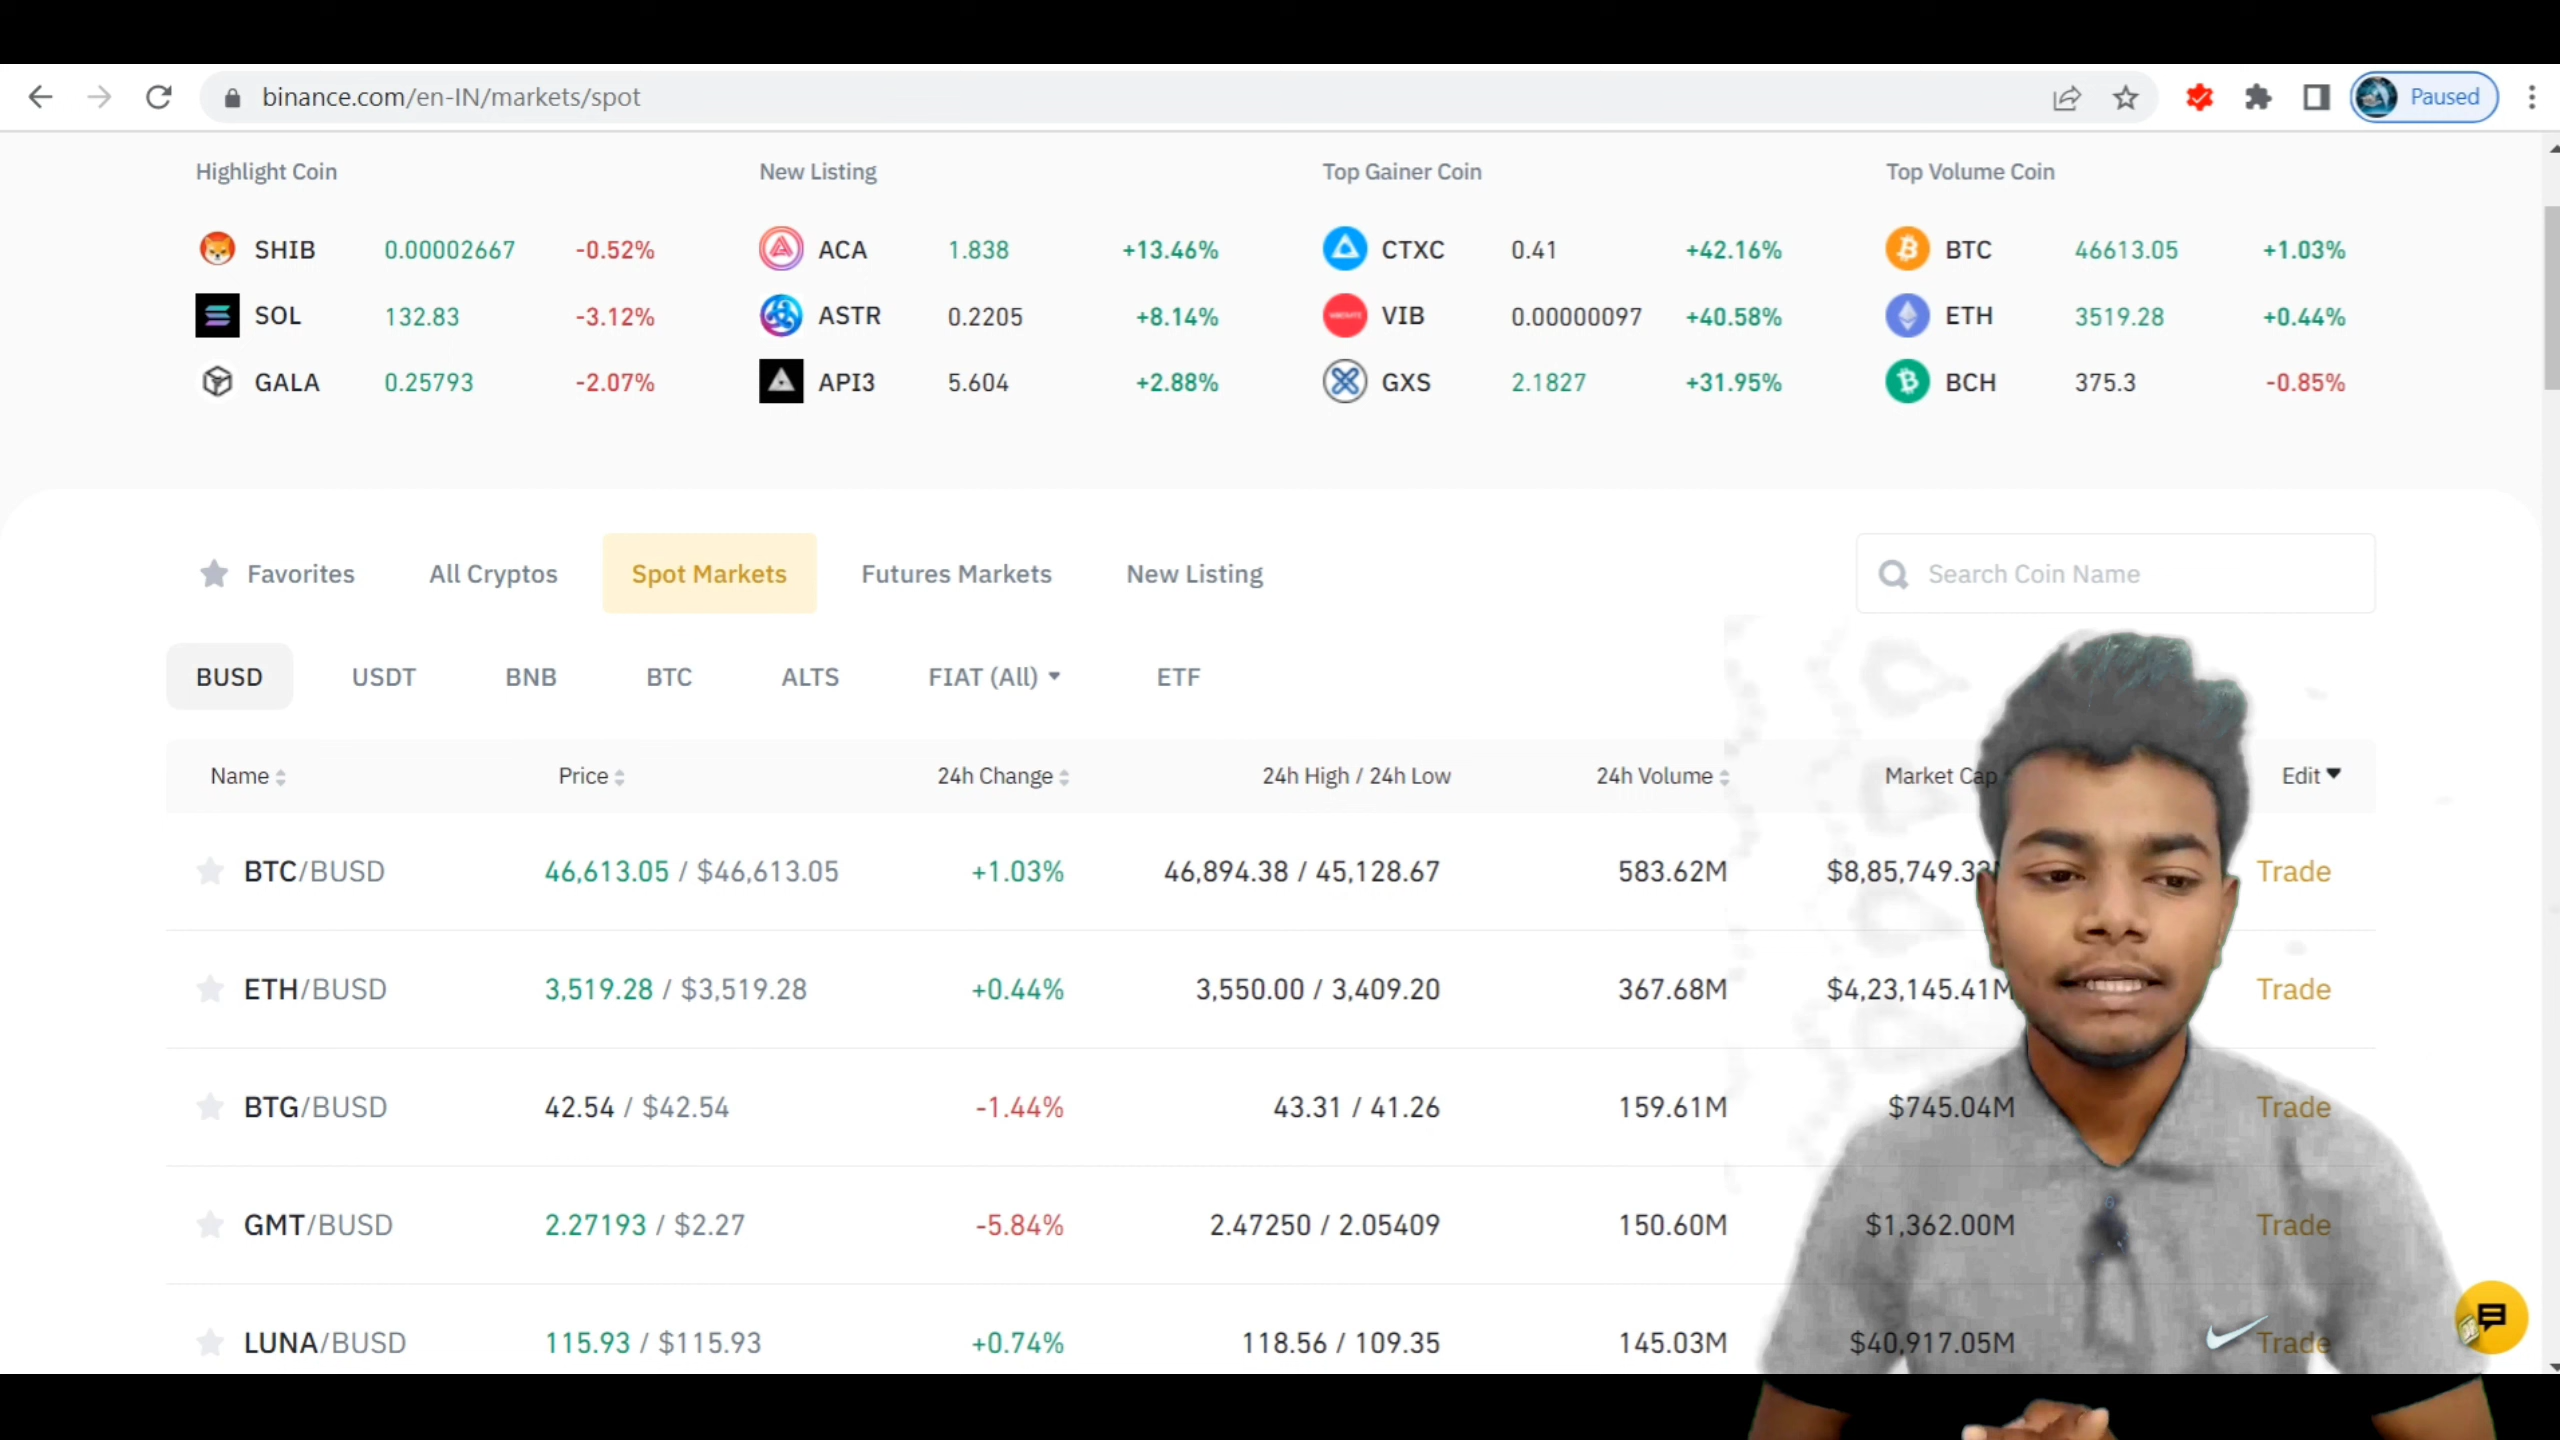 binance.com/en-IN/markets/spot
Paused
Highlight Coin New Listing Top Gainer Coin Top Volume Coin
SHIB 0.00002667 -0.52% ACA 1.838 +13.46% CTXC 0.41 +42.16% BTC 46613.05 +1.03%
SOL 132.83 -3.12% ASTR 0.2205 +8.14% VIB 0.00000097 +40.58% ETH 3519.28 +0.44%
GALA 0.25793 -2.07% API3 5.604 +2.88% GXS 2.1827 +31.95% BCH 375.3 -0.85%
Favorites All Cryptos Spot Markets Futures Markets New Listing Search Coin Name
BUSD USDT BNB BTC ALTS FIAT (All) ETF
Name Price 24h Change 24h High / 24h Low 24h Volume Market Cap Edit
BTC/BUSD 46,613.05 / $46,613.05 +1.03% 46,894.38 / 45,128.67 583.62M Trade
ETH/BUSD 3,519.28 / $3,519.28 +0.44% 3,550.00 / 3,409.20 367.68M $4,23,145.41M Trade
BTG/BUSD 42.54 / $42.54 -1.44% 43.31 / 41.26 159.61M $745.04M Trade
GMT/BUSD 2.27193 / $2.27 -5.84% 2.47250 / 2.05409 150.60M $1,362.00M Trade
LUNA/BUSD 115.93 / $115.93 +0.74% 118.56 / 109.35 145.03M $40,917.05M Trade